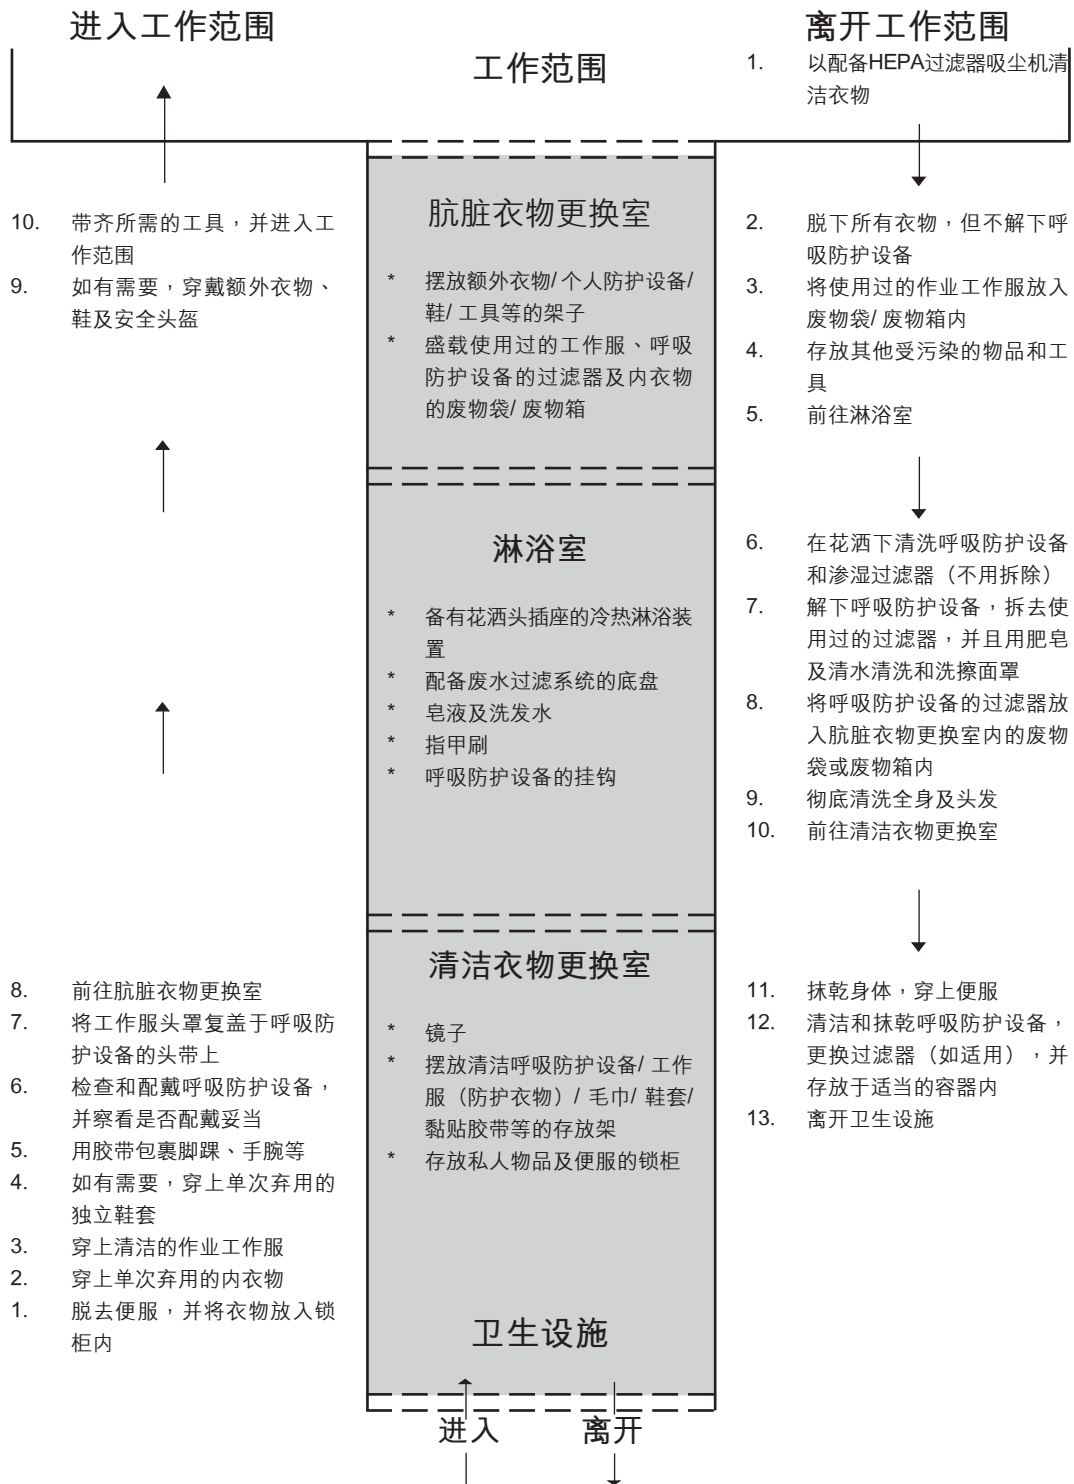 进入工作范围
10. 带齐所需的工具，并进入工
作范围
9. 如有需要，穿戴额外衣物、
鞋及安全头盔
8. 前往肮脏衣物更换室
7. 将工作服头罩复盖于呼吸防
护设备的头带上
6. 检查和配戴呼吸防护设备，
并察看是否配戴妥当
5. 用胶带包裹脚踝、手腕等
4. 如有需要，穿上单次弃用的
独立鞋套
3. 穿上清洁的作业工作服
2. 穿上单次弃用的内衣物
1. 脱去便服，并将衣物放入锁
柜内
工作范围
肮脏衣物更换室
* 摆放额外衣物/ 个人防护设备/
鞋/ 工具等的架子
* 盛载使用过的工作服、呼吸
防护设备的过滤器及内衣物
的废物袋/ 废物箱
淋浴室
* 备有花洒头插座的冷热淋浴装
置
* 配备废水过滤系统的底盘
* 皂液及洗发水
* 指甲刷
* 呼吸防护设备的挂钩
清洁衣物更换室
* 镜子
* 摆放清洁呼吸防护设备/ 工作
服（防护衣物）/ 毛巾/ 鞋套/
黏贴胶带等的存放架
* 存放私人物品及便服的锁柜
卫生设施
进入
离开
离开工作范围
1. 以配备HEPA过滤器吸尘机清
洁衣物
2. 脱下所有衣物，但不解下呼
吸防护设备
3. 将使用过的作业工作服放入
废物袋/ 废物箱内
4. 存放其他受污染的物品和工
具
5. 前往淋浴室
6. 在花洒下清洗呼吸防护设备
和渗湿过滤器（不用拆除）
7. 解下呼吸防护设备，拆去使
用过的过滤器，并且用肥皂
及清水清洗和洗擦面罩
8. 将呼吸防护设备的过滤器放
入肮脏衣物更换室内的废物
袋或废物箱内
9. 彻底清洗全身及头发
10. 前往清洁衣物更换室
11. 抹乾身体，穿上便服
12. 清洁和抹乾呼吸防护设备，
更换过滤器（如适用），并
存放于适当的容器内
13. 离开卫生设施